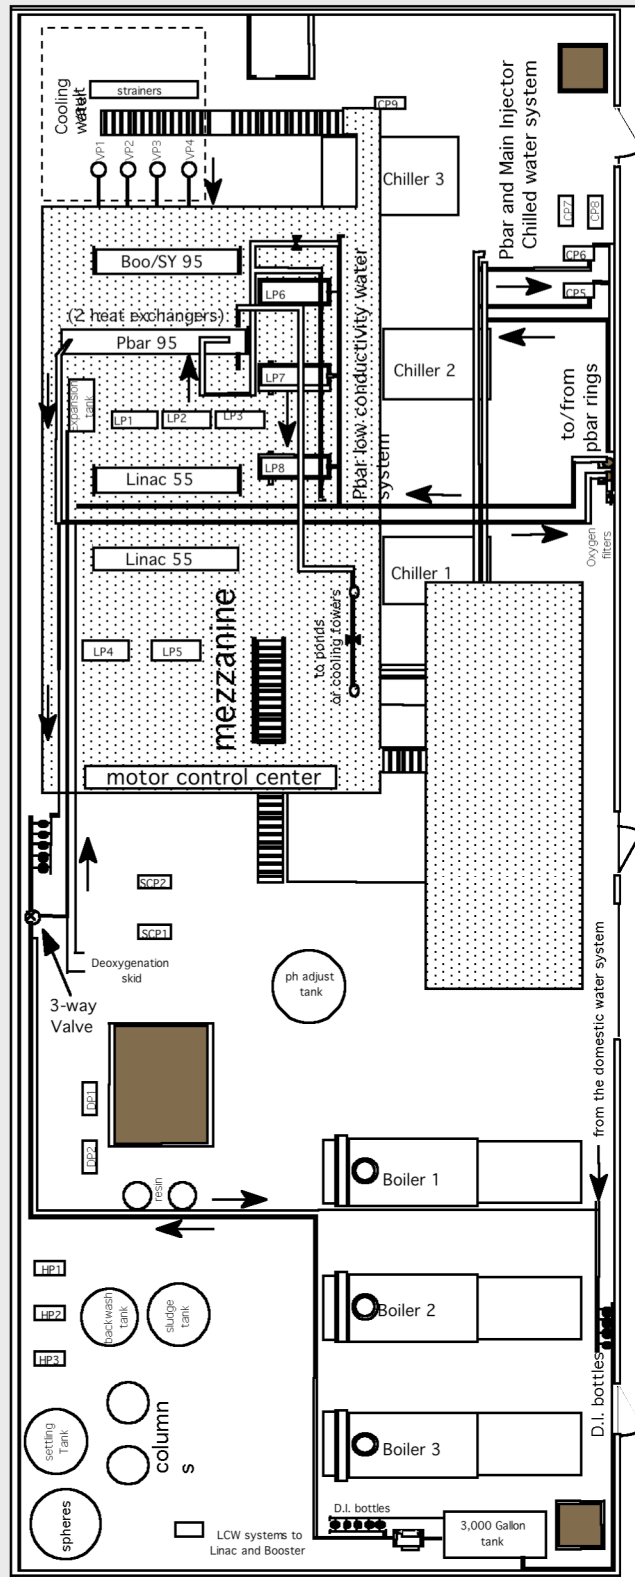 Cooling
water
vault
strainers
VP1
VP2
VP3
VP4
CP9
Chiller 3
Pbar and Main Injector
Chilled water system
CP7
CP8
CP6
CP5
Boo/SY 95
(2 heat exchangers)
Pbar 95
LP6
LP7
LP8
Pbar low conductivity water
system
Chiller 2
to/from
pbar rings
Expansion
tank
LP1
LP2
LP3
Linac 55
Linac 55
Chiller 1
Oxygen
filters
LP4
LP5
mezzanine
to ponds
or cooling towers
motor control center
SCP2
SCP1
Deoxygenation
skid
3-way
Valve
ph adjust
tank
from the domestic water system
DP1
DP2
resin
Boiler 1
HP1
HP2
HP3
backwash
tank
sludge
tank
Boiler 2
D.I. bottles
settling
Tank
column
s
Boiler 3
spheres
LCW systems to
Linac and Booster
D.I. bottles
3,000 Gallon
tank